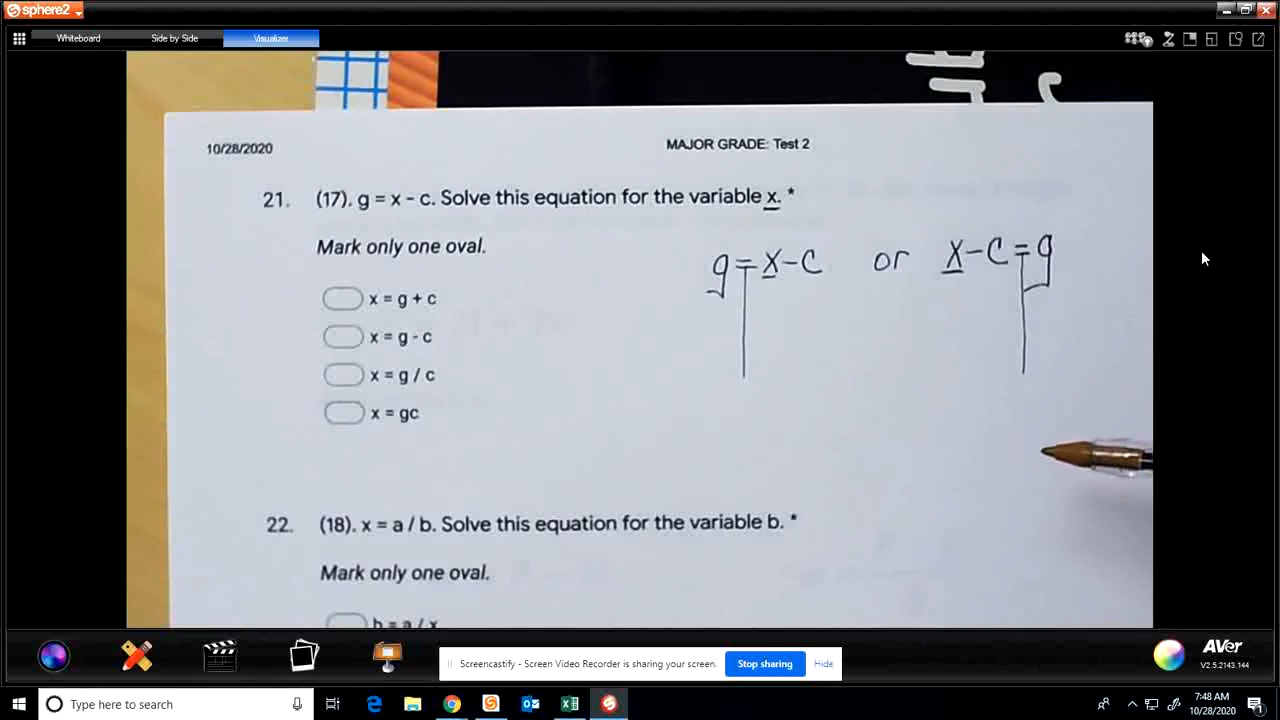 sphere2
Whiteboard
Side by Side
Visualizer
10/28/2020
MAJOR GRADE: Test 2
21. (17). g = x - c. Solve this equation for the variable x. *
Mark only one oval.
g = x - c or x - c = g
x = g + c
x = g - c
x = g / c
x = gc
22. (18). x = a / b. Solve this equation for the variable b. *
Mark only one oval.
b = a / x
AVer
V2.5.2143.144
Screencastify - Screen Video Recorder is sharing your screen.
Stop sharing
Hide
Type here to search
7:48 AM
10/28/2020